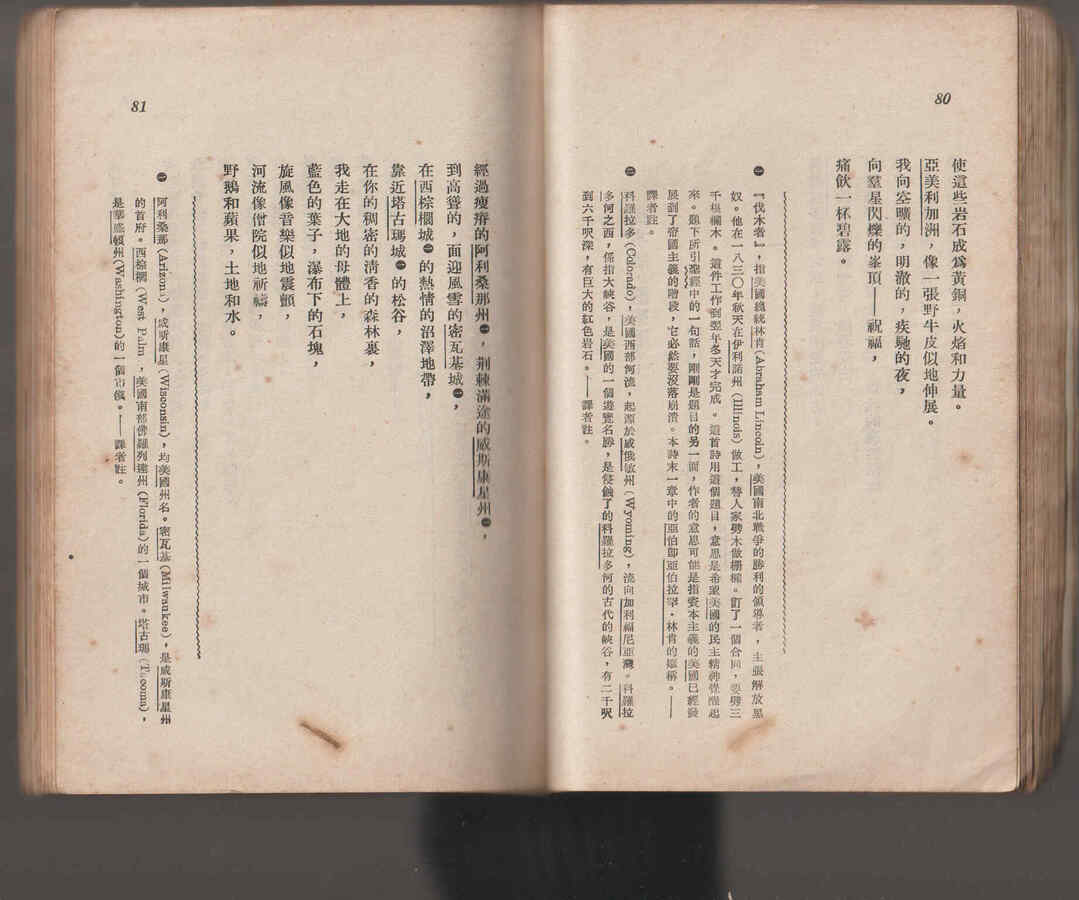 80
使這些岩石成爲黃銅，火焰和力量。
亞美利加洲，像一張野牛皮似地伸展。
我向空曠的，明澈的，疾馳的夜，
向羣星閃爍的峯頂——祝福，
痛飲一杯碧露。
❶『伐木者』，指美國總統林肯(Abraham Lincoln)，美國南北戰爭的勝利的領導者，主張解放黑
奴。他在一八三〇年秋天在伊利諾州(Illinois)做工，替人家劈木做柵欄。訂了一個合同，要劈三
千根欄木。這件工作到翌年冬天才完成。這首詩用這個題目，意思是希望美國的民主精神從醒起
來。題下所引聖經中的一句話，剛剛是題目的另一面，作者的意思可能是指資本主義的美國已經發
展到了帝國主義的階段，它必然要沒落崩潰。本詩末一章中的亞伯即亞伯拉罕・林肯的暱稱。——
譯者註。
科羅拉多(Colorado)，美國西部河流，起源於威俄敏州(Wyoming)，流向加利福尼亞灣。科羅拉
多河之西，係指大峽谷，是美國的一個遊覽名勝，是侵蝕了的科羅拉多河的古代的峽谷，有二千呎
到六千呎深，有巨大的紅色岩石。——譯者註。
81
經過瘦瘠的阿利桑那州❶，荆棘滿途的威斯康星州❶，
到高聳的，面迎風雪的密瓦基城❶，
在西棕櫚城❶的熱情的沼澤地帶，
靠近塔古瑪城❶的松谷，
在你的稠密的清香的森林裏，
我走在大地的母體上，
藍色的葉子，瀑布下的石塊，
旋風像音樂似地震顫，
河流像僧院似地祈禱，
野鵝和蘋果，土地和水。
❶阿利桑那(Arizona)，威斯康星(Wisconsin)，均美國州名。密瓦基(Milwaukee)，是威斯康星州
的首府。西棕櫚(West Palm，美國南部佛羅列達州(Florida)的一個城市。塔古瑪(Tacoma)，
是華盛頓州(Washington)的一個市鎮。——譯者註。